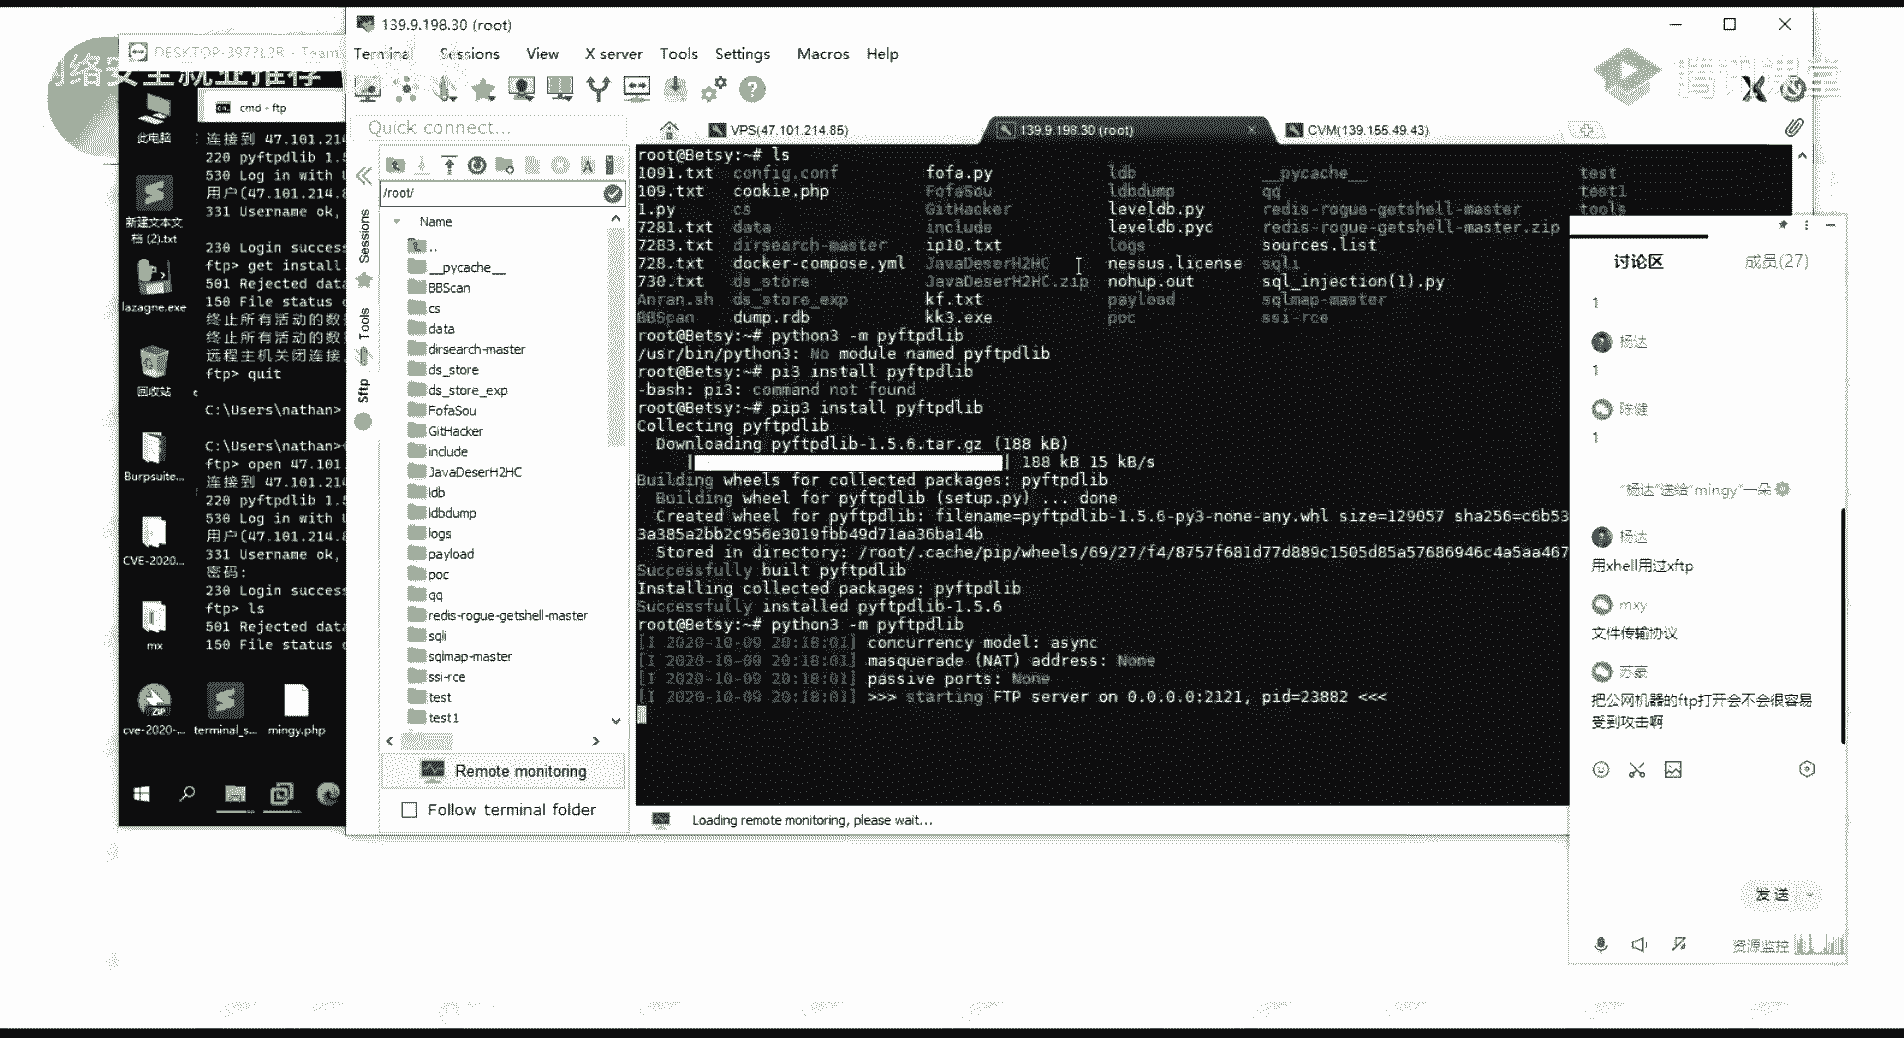 139.9.198.30 (root)
DESKTOP-397?L2R - Team
Terminal Sessions View X server Tools Settings Macros Help
网络安全就业推荐
腾讯课堂
cmd - ftp
Quick connect...
VPS(47.101.214.85)
139.9.198.30 (root)
CVM(139.155.49.43)
此电脑
新建文本文
档 (2).txt
lazagne.exe
回收站
Burpsuite...
CVE-2020...
mx
cve-2020-...
terminal_s...
mingy.php
连接到 47.101.214
220 pyftpdlib 1.5
530 Log in with U
用户(47.101.214.8
331 Username ok,
230 Login success
ftp> get install
501 Rejected data
150 File status o
终止所有活动的数
终止所有活动的数
远程主机关闭连接
ftp> quit
C:\Users\nathan>
C:\Users\nathan>
ftp> open 47.101
连接到 47.101.214
220 pyftpdlib 1.5
530 Log in with U
用户(47.101.214.8
331 Username ok,
密码:
230 Login success
ftp> ls
501 Rejected data
150 File status o
Sessions
Tools
Sftp
/root/
Name
..
__pycache__
BBScan
cs
data
dirsearch-master
ds_store
ds_store_exp
FofaSou
GitHacker
include
JavaDeserH2HC
ldb
ldbdump
logs
payload
poc
qq
redis-rogue-getshell-master
sqli
sqlmap-master
ssi-rce
test
test1
Remote monitoring
Follow terminal folder
root@Betsy:~# ls
1091.txt config.conf fofa.py ldb __pycache__ test
109.txt cookie.php FofaSou ldbdump qq test1
1.py cs GitHacker leveldb.py redis-rogue-getshell-master tools
7281.txt data include leveldb.pyc redis-rogue-getshell-master.zip
7283.txt dirsearch-master ip10.txt logs sources.list
728.txt docker-compose.yml JavaDeserH2HC nessus.license sqli
730.txt ds_store JavaDeserH2HC.zip nohup.out sql_injection(1).py
Anran.sh ds_store_exp kf.txt payload sqlmap-master
BBScan dump.rdb kk3.exe poc ssi-rce
root@Betsy:~# python3 -m pyftpdlib
/usr/bin/python3: No module named pyftpdlib
root@Betsy:~# pi3 install pyftpdlib
-bash: pi3: command not found
root@Betsy:~# pip3 install pyftpdlib
Collecting pyftpdlib
Downloading pyftpdlib-1.5.6.tar.gz (188 kB)
| | 188 kB 15 kB/s
Building wheels for collected packages: pyftpdlib
Building wheel for pyftpdlib (setup.py) ... done
Created wheel for pyftpdlib: filename=pyftpdlib-1.5.6-py3-none-any.whl size=129057 sha256=c6b53
3a385a2bb2c956e3019fbb49d71aa36ba14b
Stored in directory: /root/.cache/pip/wheels/69/27/f4/8757f681d77d889c1505d85a57686946c4a5aa467
Successfully built pyftpdlib
Installing collected packages: pyftpdlib
Successfully installed pyftpdlib-1.5.6
root@Betsy:~# python3 -m pyftpdlib
[I 2020-10-09 20:18:01] concurrency model: async
[I 2020-10-09 20:18:01] masquerade (NAT) address: None
[I 2020-10-09 20:18:01] passive ports: None
[I 2020-10-09 20:18:01] >>> starting FTP server on 0.0.0.0:2121, pid=23882 <<<
Loading remote monitoring, please wait...
讨论区 成员(27)
1
杨达
1
陈健
1
"杨达"送给"mingy"一朵
杨达
用xhell用过xftp
mxy
文件传输协议
苏豪
把公网机器的ftp打开会不会很容易
受到攻击啊
发送
资源监控